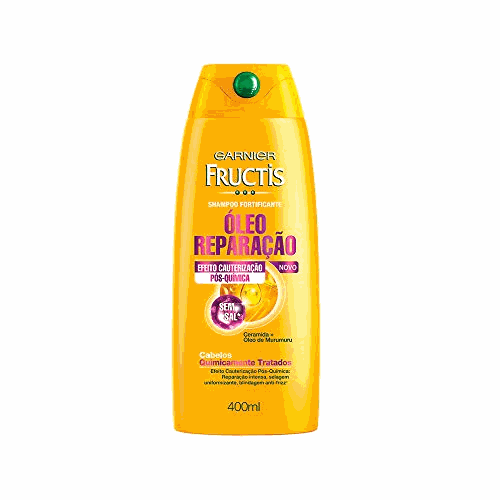 GARNIER
FRUCTIS
SHAMPOO FORTIFICANTE
ÓLEO
REPARAÇÃO
EFEITO CAUTERIZAÇÃO
NOVO
PÓS-QUÍMICA
SEM
SAL*
Ceramida +
Óleo de Murumuru
Cabelos
Quimicamente Tratados
Efeito Cauterização Pós-Química:
Reparação intensa, selagem
uniformizante, blindagem anti-frizz*
400ml